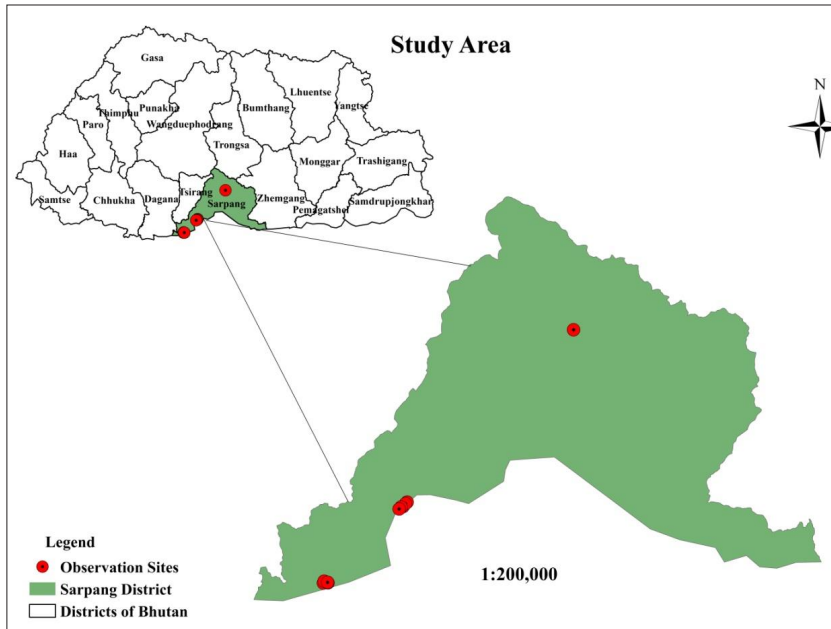 Study Area
N
Gasa
Lhuentse
Yangtse
Punakha
Thimphu
Bumthang
Paro
Wangduephodrang
Trongsa
Haa
Monggar
Trashigang
Tsirang
Samtse
Chhukha
Dagana
Sarpang
Zhemgang
Samdrupjongkhar
Pemagatshel
Legend
Observation Sites
Sarpang District
Districts of Bhutan
1:200,000